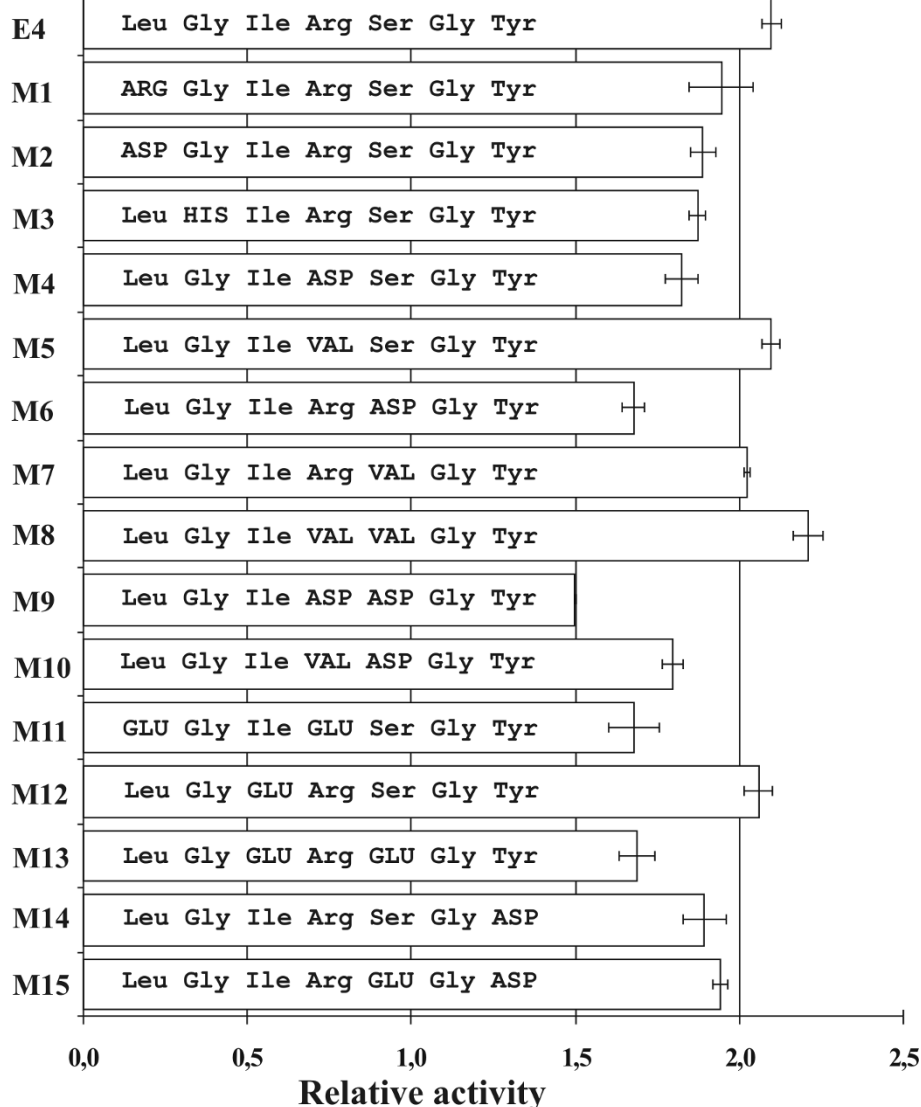 E4 Leu Gly Ile Arg Ser Gly Tyr
M1 ARG Gly Ile Arg Ser Gly Tyr
M2 ASP Gly Ile Arg Ser Gly Tyr
M3 Leu HIS Ile Arg Ser Gly Tyr
M4 Leu Gly Ile ASP Ser Gly Tyr
M5 Leu Gly Ile VAL Ser Gly Tyr
M6 Leu Gly Ile Arg ASP Gly Tyr
M7 Leu Gly Ile Arg VAL Gly Tyr
M8 Leu Gly Ile VAL VAL Gly Tyr
M9 Leu Gly Ile ASP ASP Gly Tyr
M10 Leu Gly Ile VAL ASP Gly Tyr
M11 GLU Gly Ile GLU Ser Gly Tyr
M12 Leu Gly GLU Arg Ser Gly Tyr
M13 Leu Gly GLU Arg GLU Gly Tyr
M14 Leu Gly Ile Arg Ser Gly ASP
M15 Leu Gly Ile Arg GLU Gly ASP
0,0 0,5 1,0 1,5 2,0 2,5
Relative activity